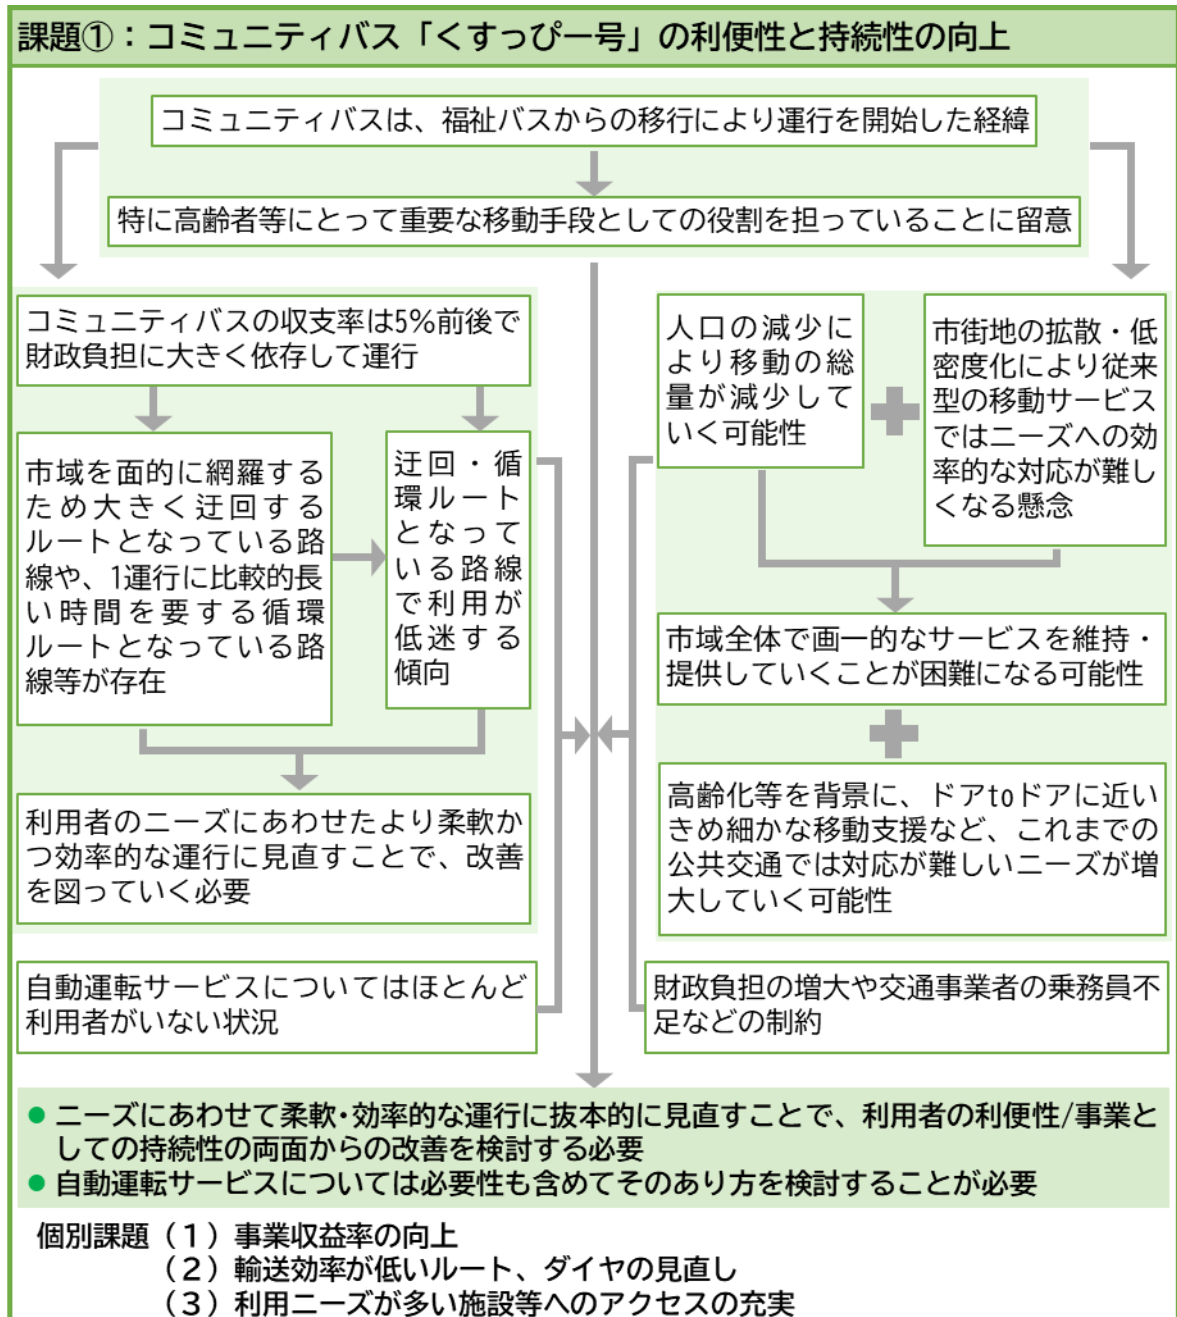 課題①：コミュニティバス「くすっぴー号」の利便性と持続性の向上
コミュニティバスは、福祉バスからの移行により運行を開始した経緯
特に高齢者等にとって重要な移動手段としての役割を担っていることに留意
コミュニティバスの収支率は5%前後で
財政負担に大きく依存して運行
市域を面的に網羅する
ため大きく迂回する
ルートとなっている路
線や、1運行に比較的長
い時間を要する循環
ルートとなっている路
線等が存在
迂回・循
環ルート
となって
いる路線
で利用が
低迷する
傾向
利用者のニーズにあわせたより柔軟か
つ効率的な運行に見直すことで、改善
を図っていく必要
自動運転サービスについてはほとんど
利用者がいない状況
人口の減少に
より移動の総
量が減少して
いく可能性
市街地の拡散・低
密度化により従来
型の移動サービス
ではニーズへの効
率的な対応が難し
くなる懸念
市域全体で画一的なサービスを維持・
提供していくことが困難になる可能性
高齢化等を背景に、ドアtoドアに近い
きめ細かな移動支援など、これまでの
公共交通では対応が難しいニーズが増
大していく可能性
財政負担の増大や交通事業者の乗務員不
足などの制約
● ニーズにあわせて柔軟・効率的な運行に抜本的に見直すことで、利用者の利便性/事業と
しての持続性の両面からの改善を検討する必要
● 自動運転サービスについては必要性も含めてそのあり方を検討することが必要
個別課題（１）事業収益率の向上
（２）輸送効率が低いルート、ダイヤの見直し
（３）利用ニーズが多い施設等へのアクセスの充実